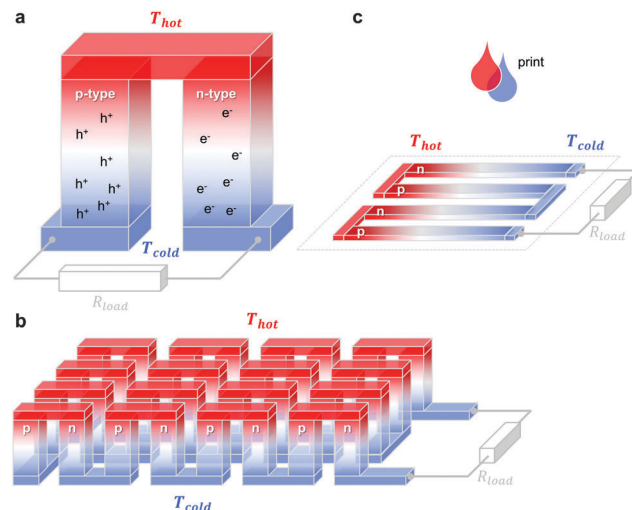 a
T_hot
p-type
n-type
h⁺
e⁻
h⁺
h⁺
e⁻
h⁺
e⁻
h⁺
h⁺
e⁻
e⁻
h⁺
h⁺
e⁻
e⁻
T_cold
R_load
c
print
T_hot
T_cold
n
p
n
p
R_load
b
T_hot
p n p n p n p n
R_load
T_cold